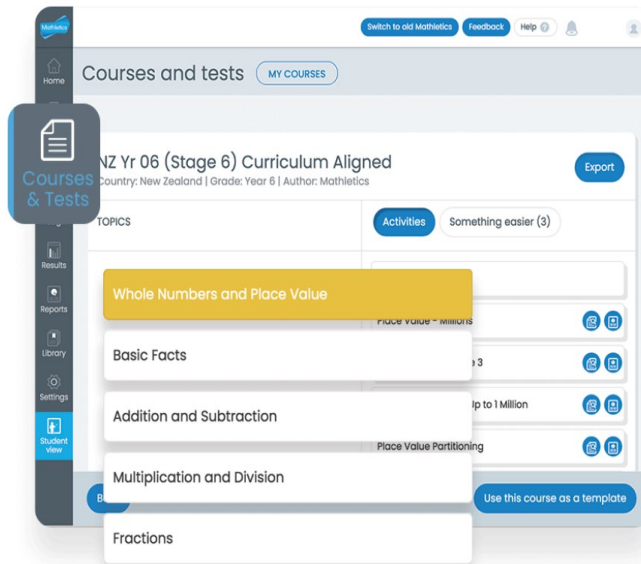 Mathletics
Switch to old Mathletics
Feedback
Help
Home
Courses and tests
MY COURSES
Courses
& Tests
NZ Yr 06 (Stage 6) Curriculum Aligned
Country: New Zealand | Grade: Year 6 | Author: Mathletics
Export
TOPICS
Activities
Something easier (3)
Results
Reports
Library
Settings
Student
view
Whole Numbers and Place Value
Basic Facts
Addition and Subtraction
Multiplication and Division
Fractions
Place Value - Millions
3
Up to 1 Million
Place Value Partitioning
Use this course as a template